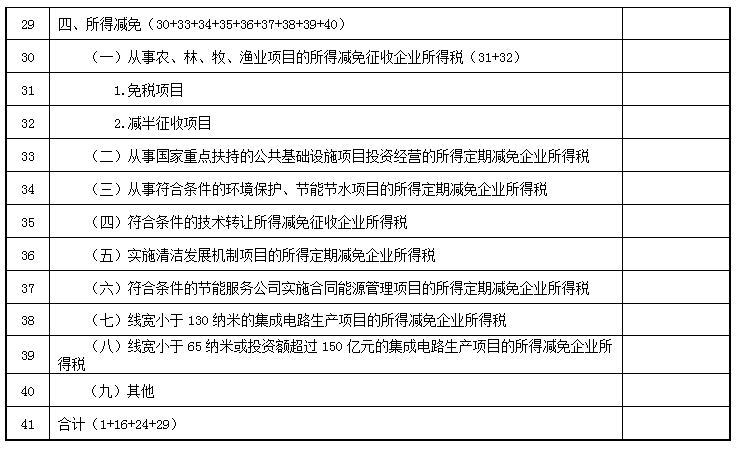 29 四、所得减免（30+33+34+35+36+37+38+39+40）
30 （一）从事农、林、牧、渔业项目的所得减免征收企业所得税（31+32）
31 1.免税项目
32 2.减半征收项目
33 （二）从事国家重点扶持的公共基础设施项目投资经营的所得定期减免企业所得税
34 （三）从事符合条件的环境保护、节能节水项目的所得定期减免企业所得税
35 （四）符合条件的技术转让所得减免征收企业所得税
36 （五）实施清洁发展机制项目的所得定期减免企业所得税
37 （六）符合条件的节能服务公司实施合同能源管理项目的所得定期减免企业所得税
38 （七）线宽小于130纳米的集成电路生产项目的所得减免企业所得税
39 （八）线宽小于65纳米或投资额超过150亿元的集成电路生产项目的所得减免企业所
得税
40 （九）其他
41 合计（1+16+24+29）